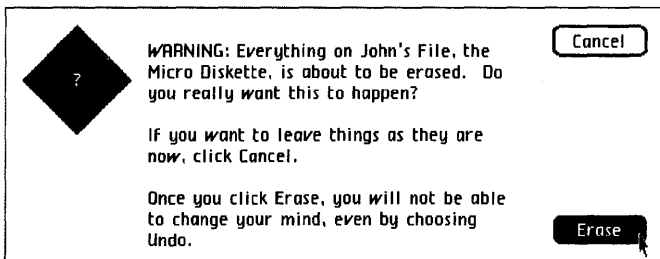 ?
WARNING: Everything on John's File, the
Micro Diskette, is about to be erased. Do
you really want this to happen?
If you want to leave things as they are
now, click Cancel.
Once you click Erase, you will not be able
to change your mind, even by choosing
Undo.
Cancel
Erase